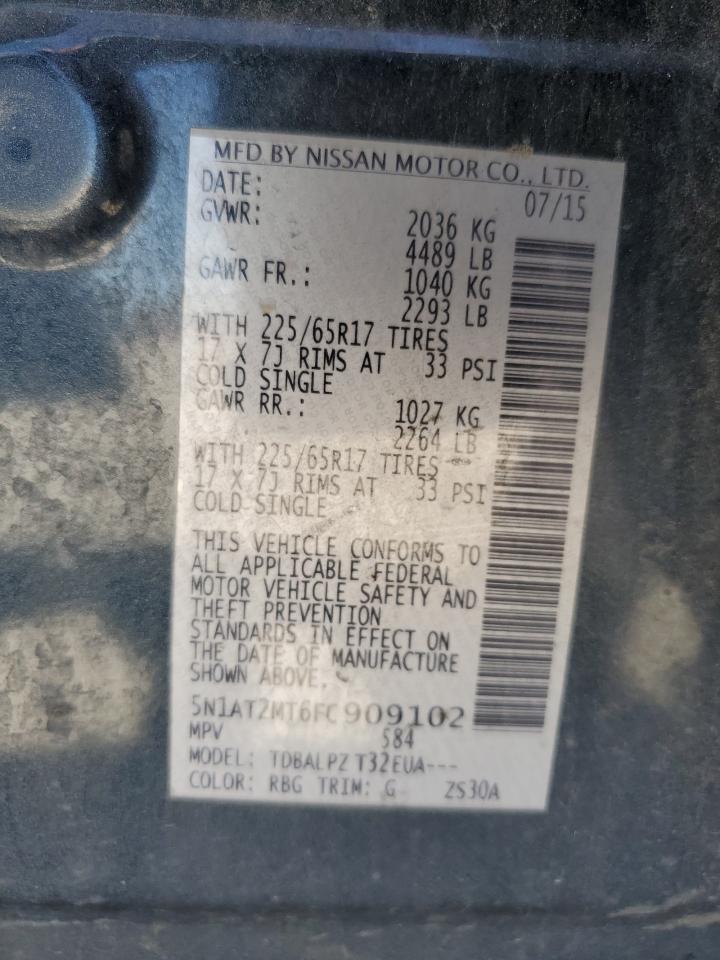 MFD BY NISSAN MOTOR CO., LTD.
DATE: 07/15
GVWR: 2036 KG
4489 LB
GAWR FR.: 1040 KG
2293 LB
WITH 225/65R17 TIRES
17 X 7J RIMS AT 33 PSI
COLD SINGLE
GAWR RR.: 1027 KG
2264 LB
WITH 225/65R17 TIRES
17 X 7J RIMS AT 33 PSI
COLD SINGLE
THIS VEHICLE CONFORMS TO
ALL APPLICABLE FEDERAL
MOTOR VEHICLE SAFETY AND
THEFT PREVENTION
STANDARDS IN EFFECT ON
THE DATE OF MANUFACTURE
SHOWN ABOVE.
5N1AT2MT6FC909102
MPV 584
MODEL: TDBALPZ T32EUA---
COLOR: RBG TRIM: G ZS30A